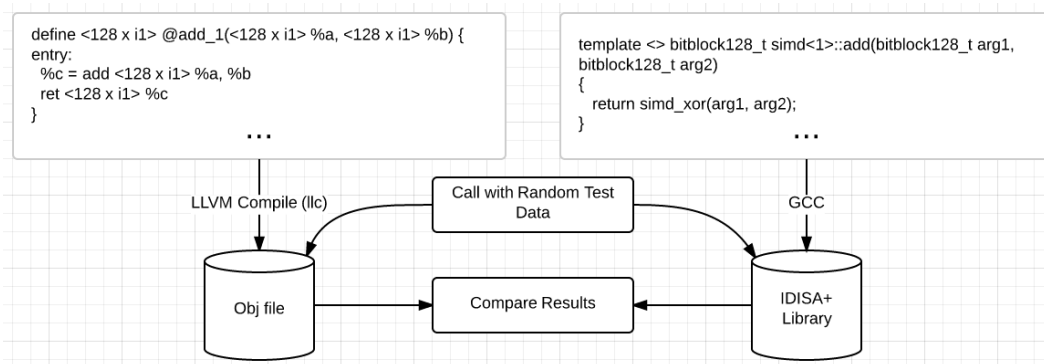 define <128 x i1> @add_1(<128 x i1> %a, <128 x i1> %b) {
entry:
%c = add <128 x i1> %a, %b
ret <128 x i1> %c
}
...
template <> bitblock128_t simd<1>::add(bitblock128_t arg1,
bitblock128_t arg2)
{
return simd_xor(arg1, arg2);
}
...
LLVM Compile (llc)
Call with Random Test
Data
GCC
Obj file
Compare Results
IDISA+
Library